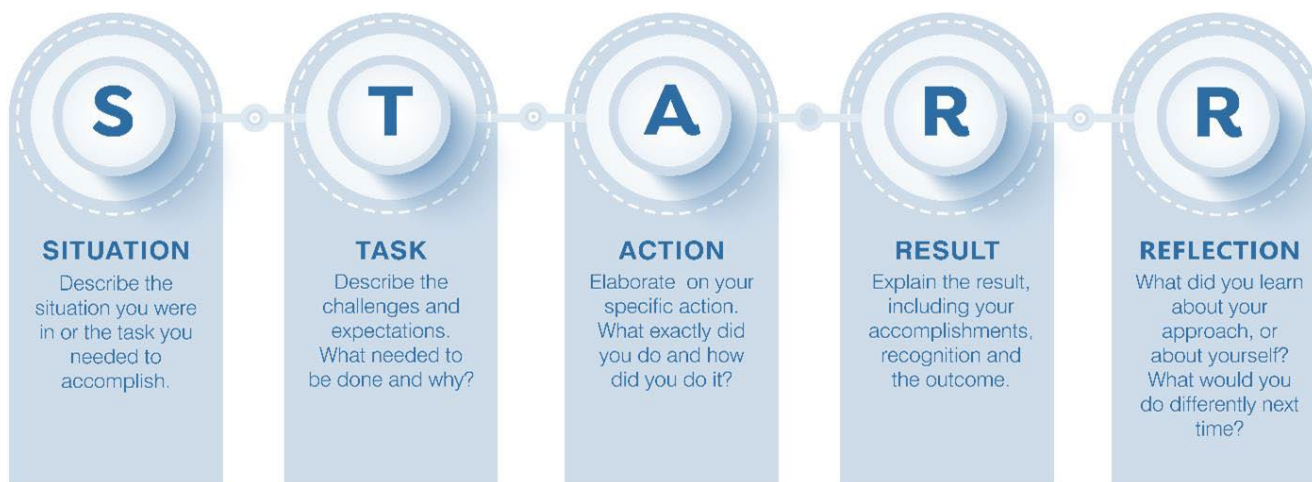 S
SITUATION
Describe the
situation you were
in or the task you
needed to
accomplish.
T
TASK
Describe the
challenges and
expectations.
What needed to
be done and why?
A
ACTION
Elaborate on your
specific action.
What exactly did
you do and how
did you do it?
R
RESULT
Explain the result,
including your
accomplishments,
recognition and
the outcome.
R
REFLECTION
What did you learn
about your
approach, or
about yourself?
What would you
do differently next
time?